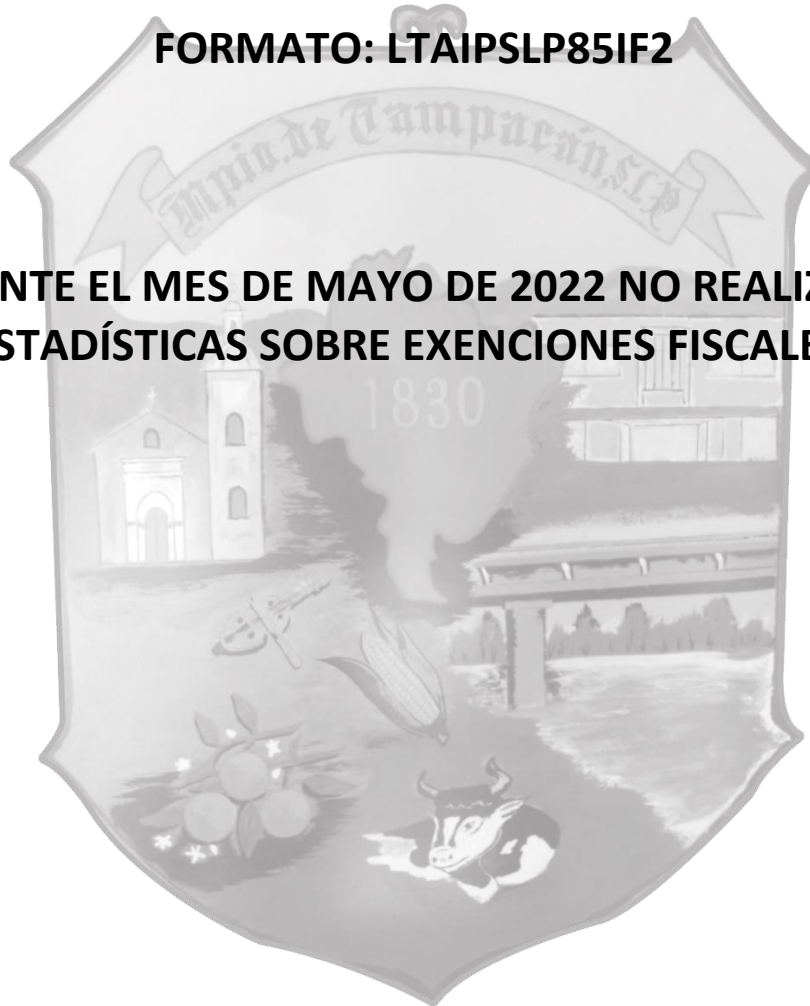 FORMATO: LTAIPSLP85IF2
Mpio. de Tampacán, S.L.P.
NTE EL MES DE MAYO DE 2022 NO REALIZ
STADÍSTICAS SOBRE EXENCIONES FISCALE
1830